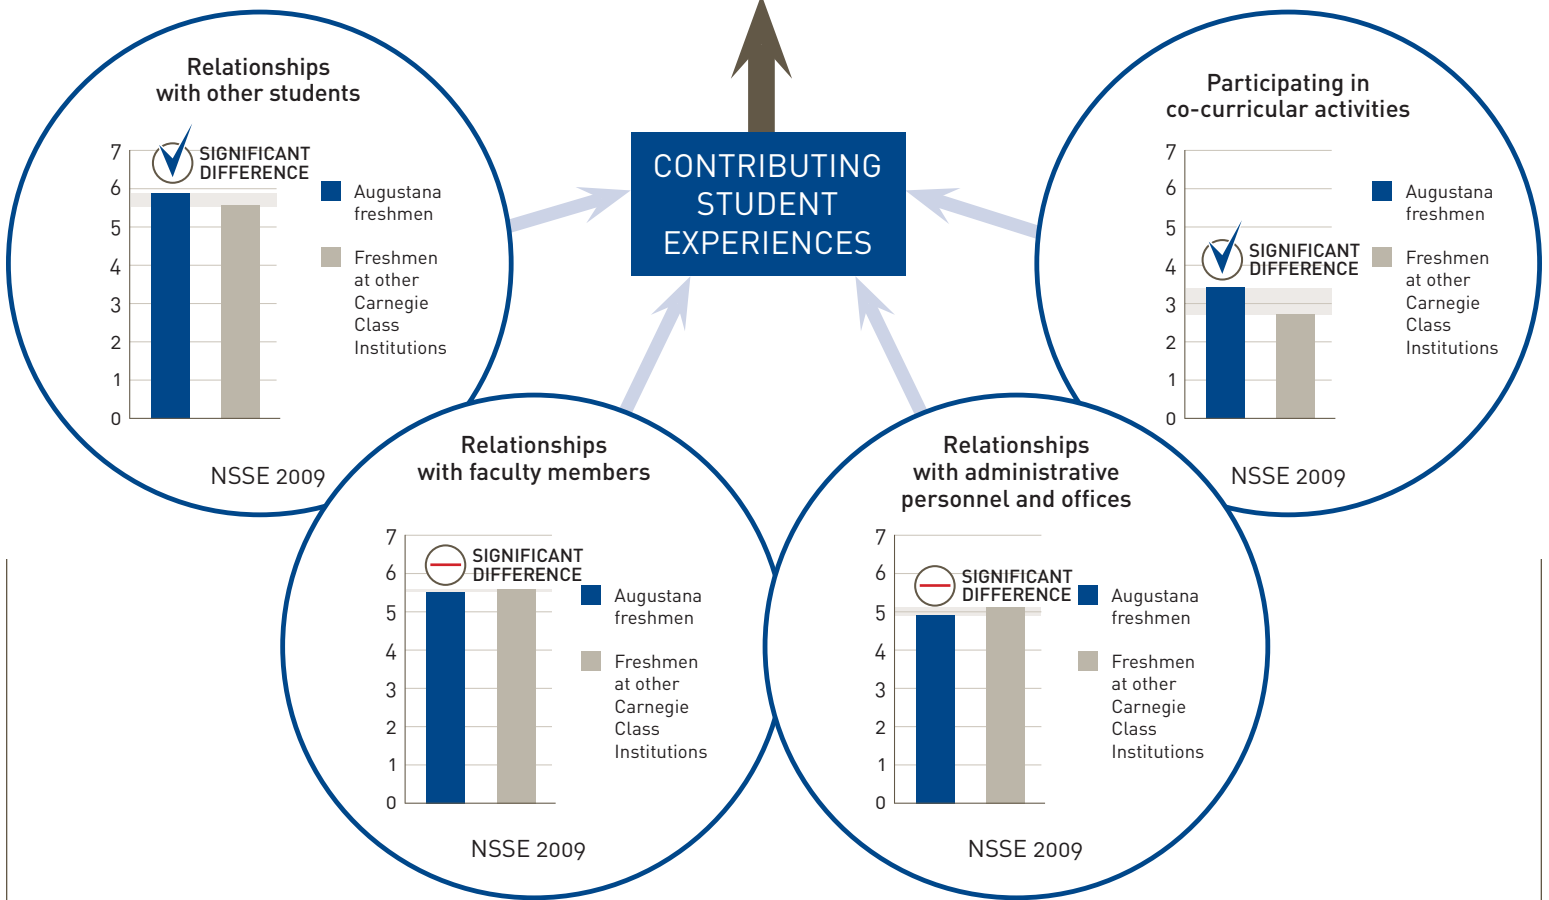 Relationships
with other students
7
6
5
4
3
2
1
0
SIGNIFICANT
DIFFERENCE
Augustana
freshmen
Freshmen
at other
Carnegie
Class
Institutions
NSSE 2009
CONTRIBUTING
STUDENT
EXPERIENCES
Participating in
co-curricular activities
7
6
5
4
3
2
1
0
SIGNIFICANT
DIFFERENCE
Augustana
freshmen
Freshmen
at other
Carnegie
Class
Institutions
NSSE 2009
Relationships
with faculty members
7
6
5
4
3
2
1
0
SIGNIFICANT
DIFFERENCE
Augustana
freshmen
Freshmen
at other
Carnegie
Class
Institutions
NSSE 2009
Relationships
with administrative
personnel and offices
7
6
5
4
3
2
1
0
SIGNIFICANT
DIFFERENCE
Augustana
freshmen
Freshmen
at other
Carnegie
Class
Institutions
NSSE 2009